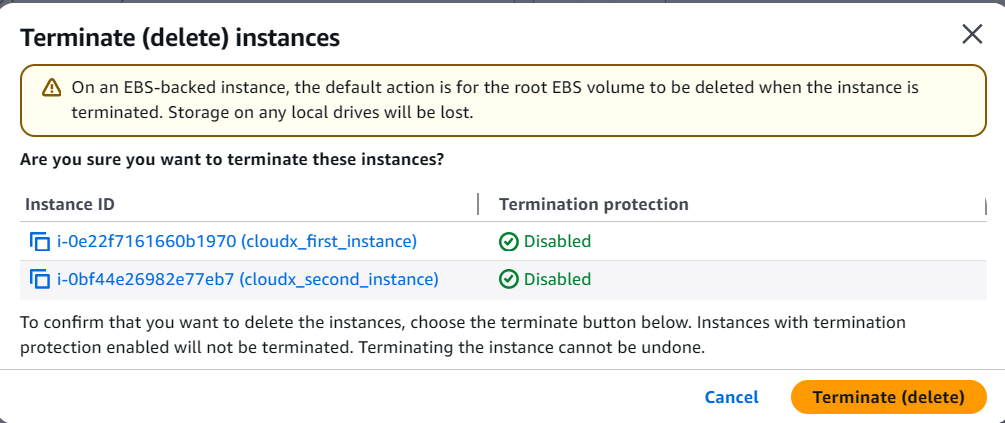 Terminate (delete) instances
On an EBS-backed instance, the default action is for the root EBS volume to be deleted when the instance is
terminated. Storage on any local drives will be lost.
Are you sure you want to terminate these instances?
Instance ID Termination protection
i-0e22f7161660b1970 (cloudx_first_instance) Disabled
i-0bf44e26982e77eb7 (cloudx_second_instance) Disabled
To confirm that you want to delete the instances, choose the terminate button below. Instances with termination
protection enabled will not be terminated. Terminating the instance cannot be undone.
Cancel Terminate (delete)